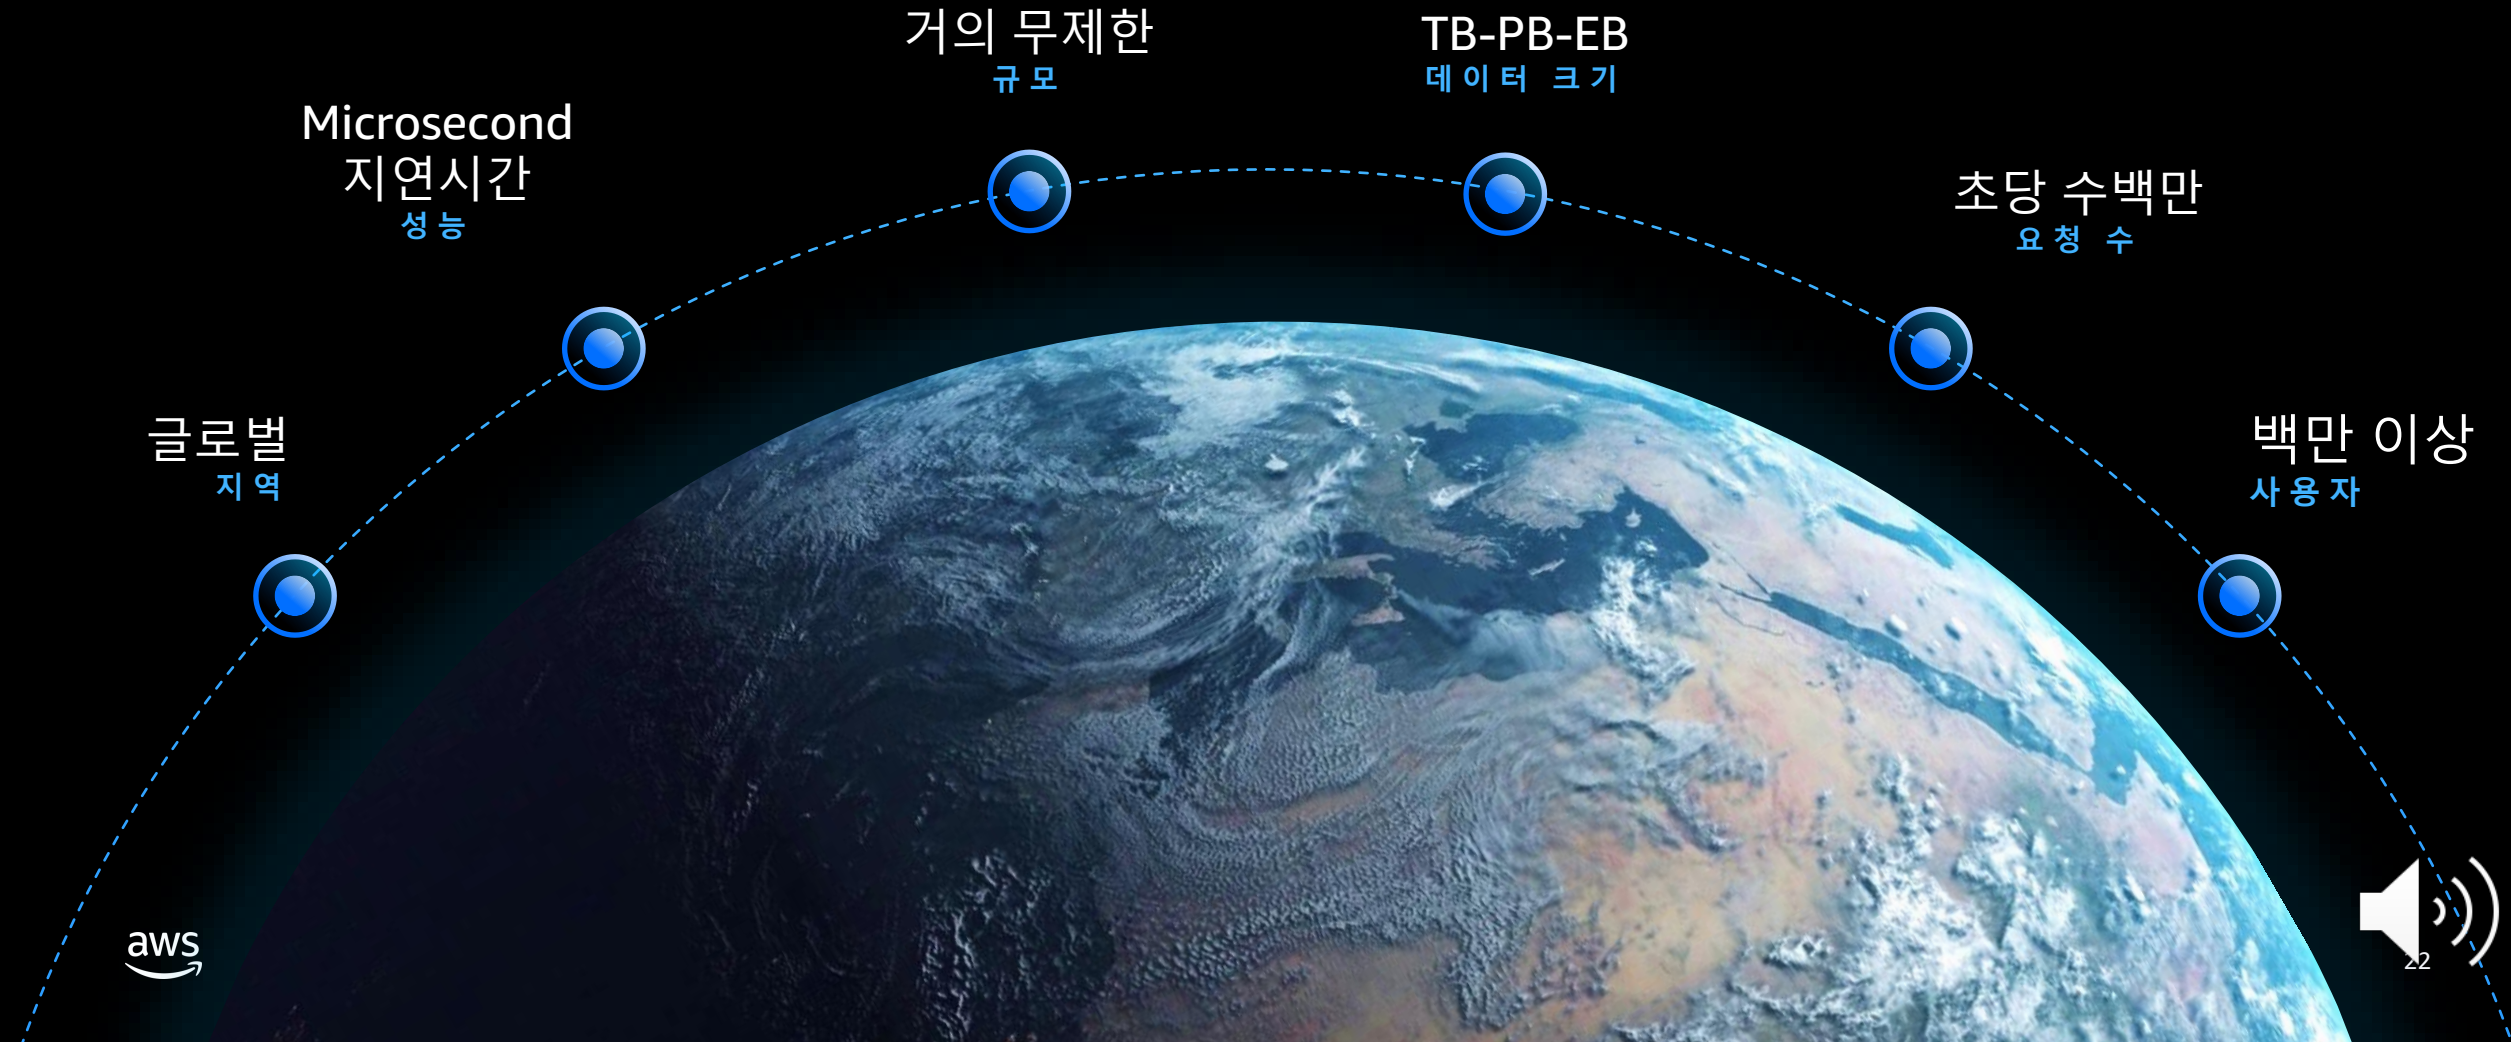 거의 무제한
규모
TB-PB-EB
데이터 크기
Microsecond
지연시간
성능
초당 수백만
요청 수
글로벌
지역
백만 이상
사용자
aws
22